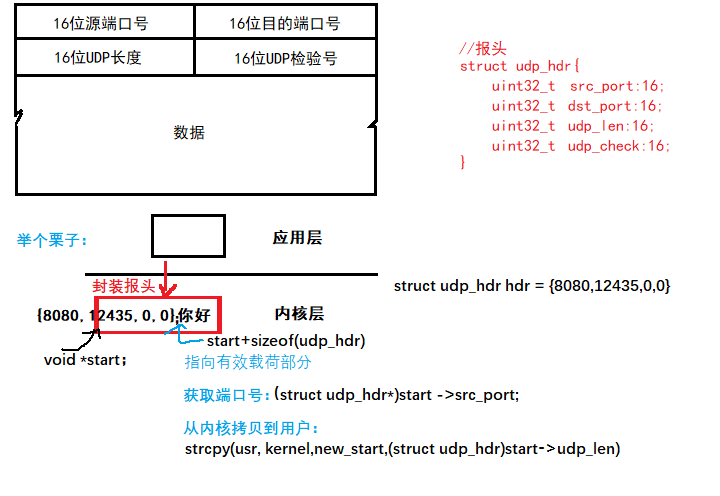 16位源端口号
16位目的端口号
16位UDP长度
16位UDP检验号
数据
//报头
struct udp_hdr{
uint32_t src_port:16;
uint32_t dst_port:16;
uint32_t udp_len:16;
uint32_t udp_check:16;
}
举个栗子:
应用层
封装报头
struct udp_hdr hdr = {8080,12435,0,0}
{8080,12435,0,0};你好
内核层
void *start;
start+sizeof(udp_hdr)
指向有效载荷部分
获取端口号:(struct udp_hdr*)start ->src_port;
从内核拷贝到用户:
strcpy(usr, kernel,new_start,(struct udp_hdr)start->udp_len)